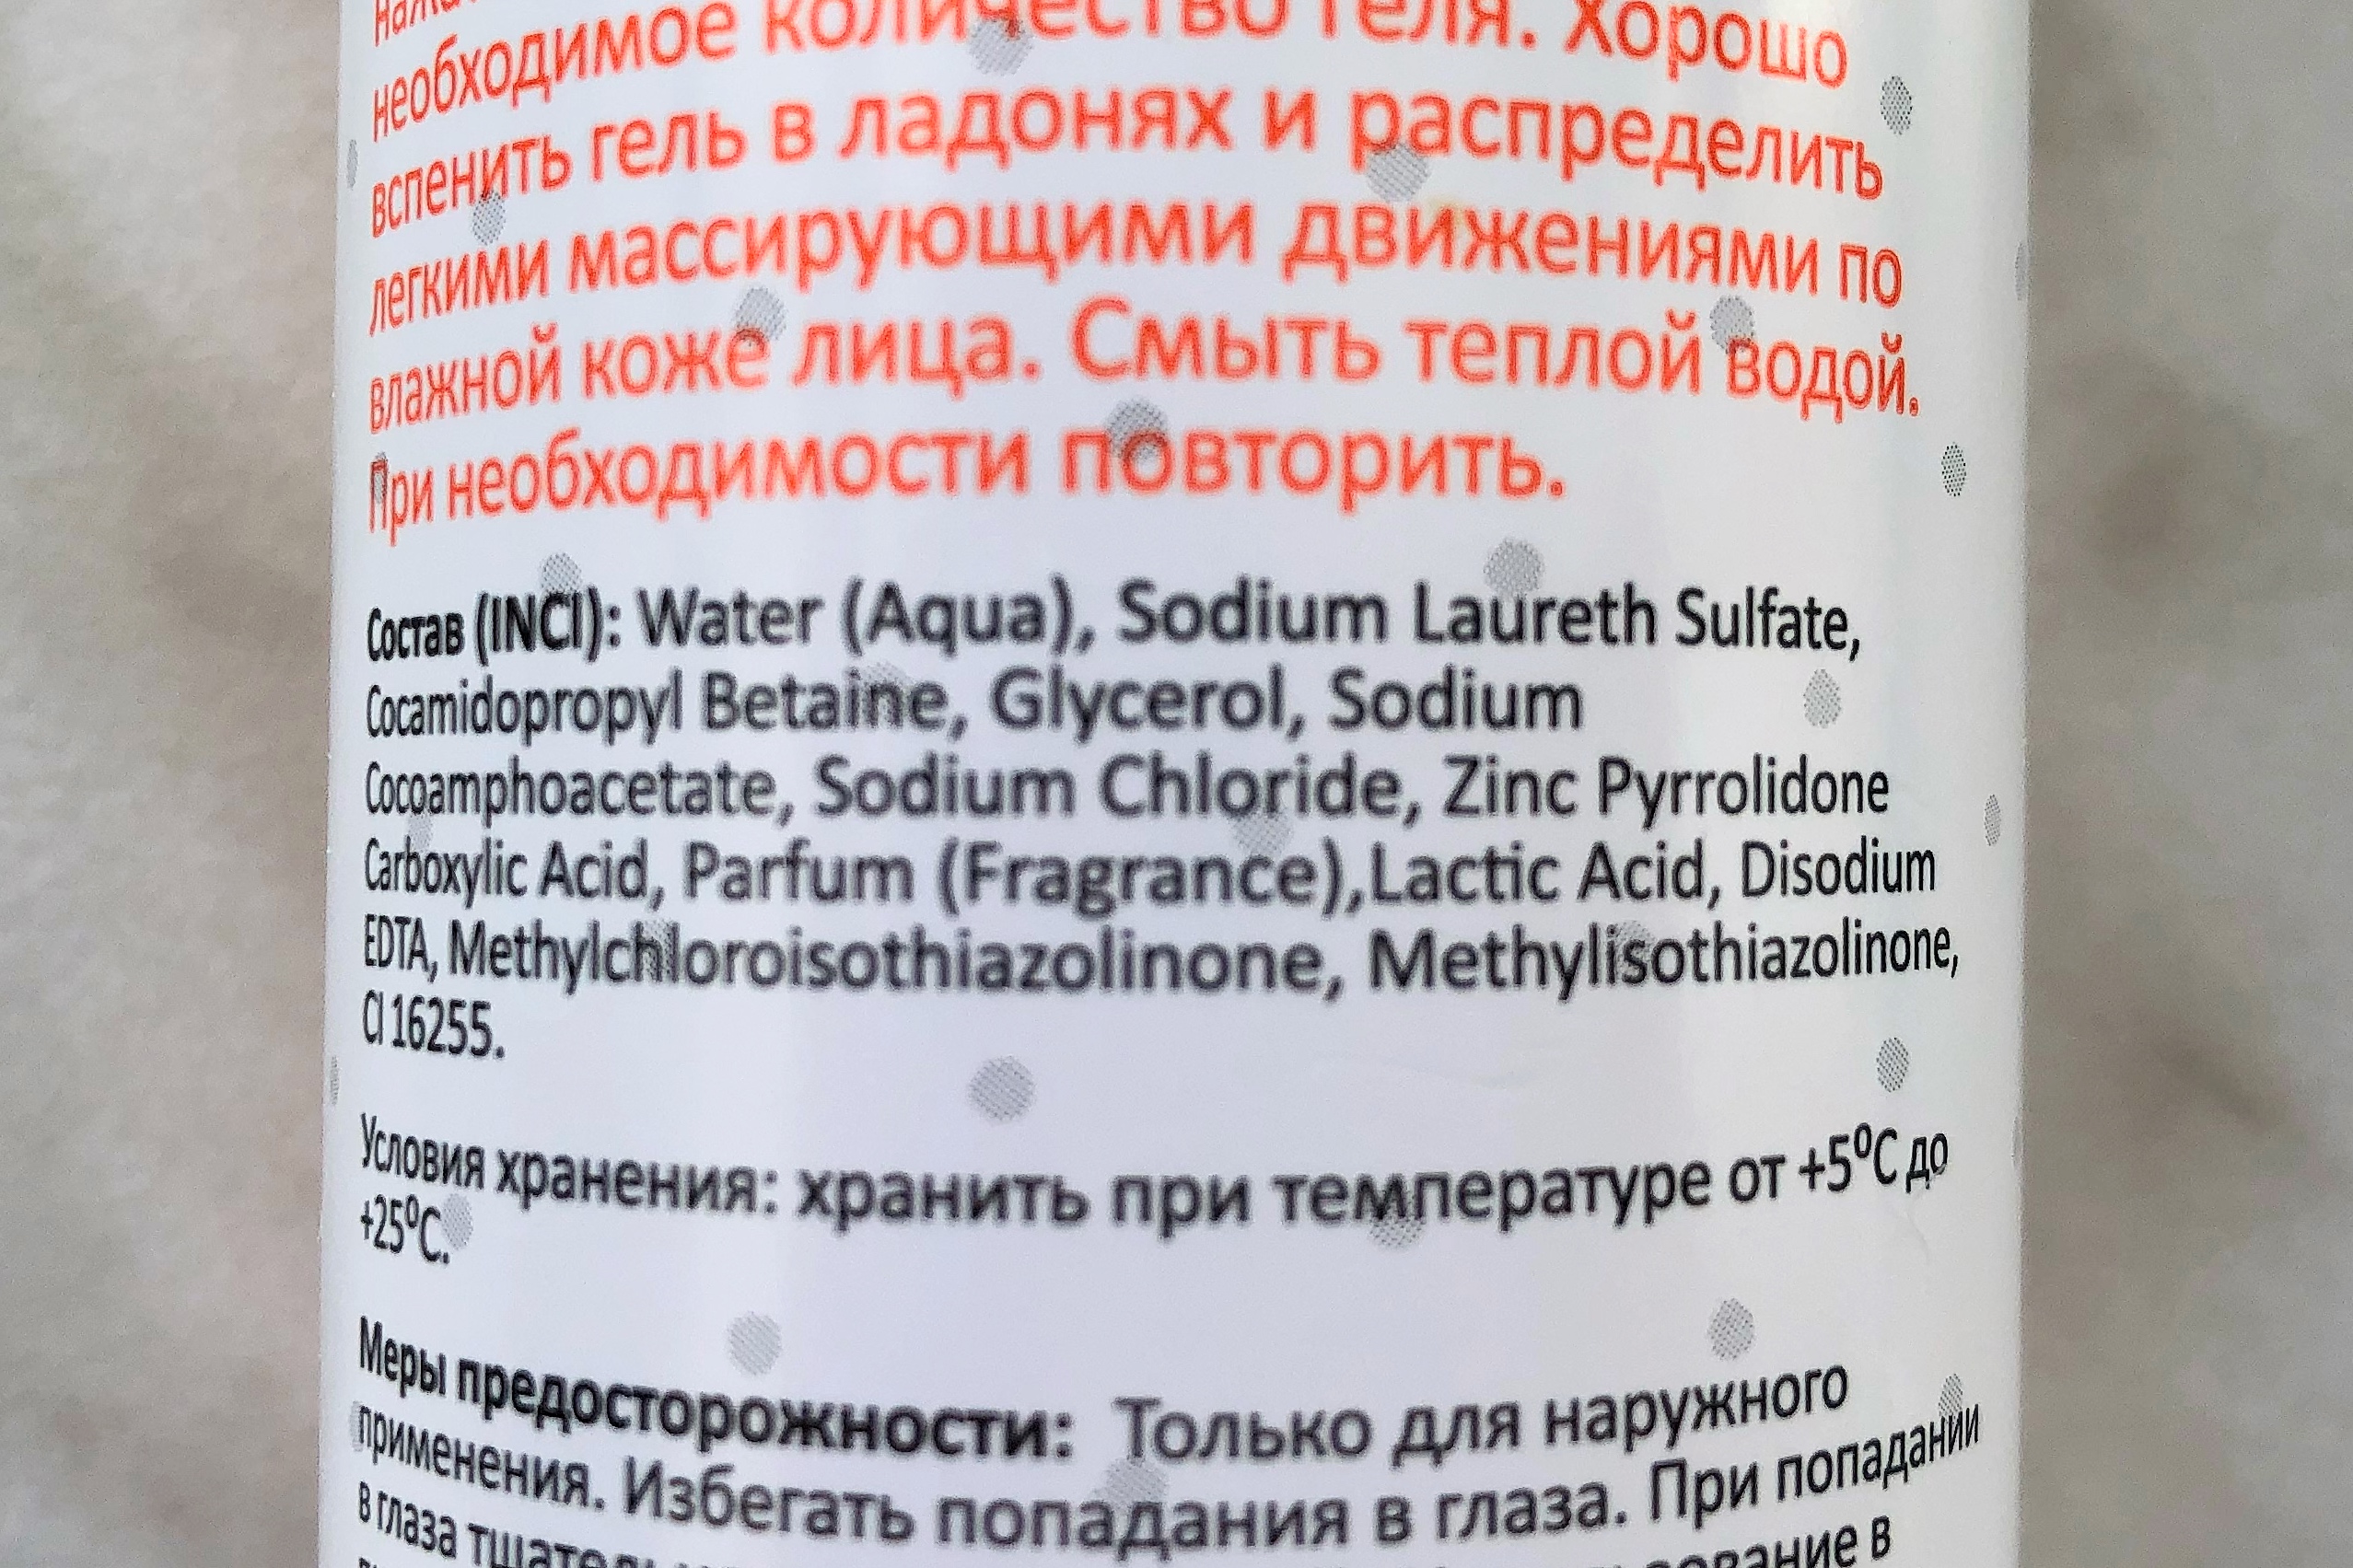 необходимое количество геля. Хорошо
вспенить гель в ладонях и распределить
легкими массирующими движениями по
влажной коже лица. Смыть теплой водой.
При необходимости повторить.
Состав (INCI): Water (Aqua), Sodium Laureth Sulfate,
Cocamidopropyl Betaine, Glycerol, Sodium
Cocoamphoacetate, Sodium Chloride, Zinc Pyrrolidone
Carboxylic Acid, Parfum (Fragrance),Lactic Acid, Disodium
EDTA, Methylchloroisothiazolinone, Methylisothiazolinone,
CI 16255.
Условия хранения: хранить при температуре от +5ºC до
+25ºC.
Меры предосторожности: Только для наружного
применения. Избегать попадания в глаза. При попадании
в глаза в